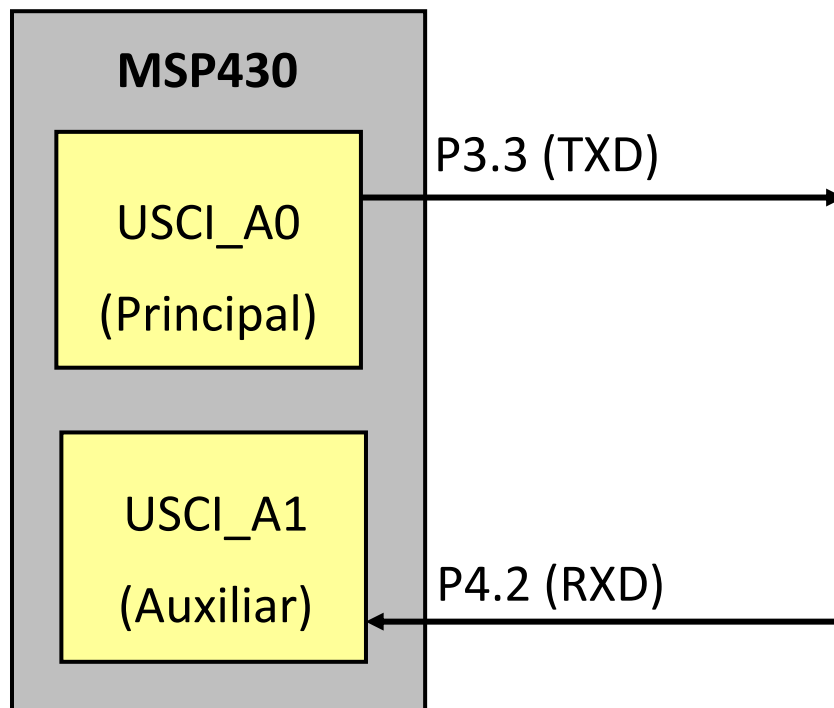 MSP430
P3.3 (TXD)
USCI_A0
(Principal)
USCI_A1
(Auxiliar)
P4.2 (RXD)